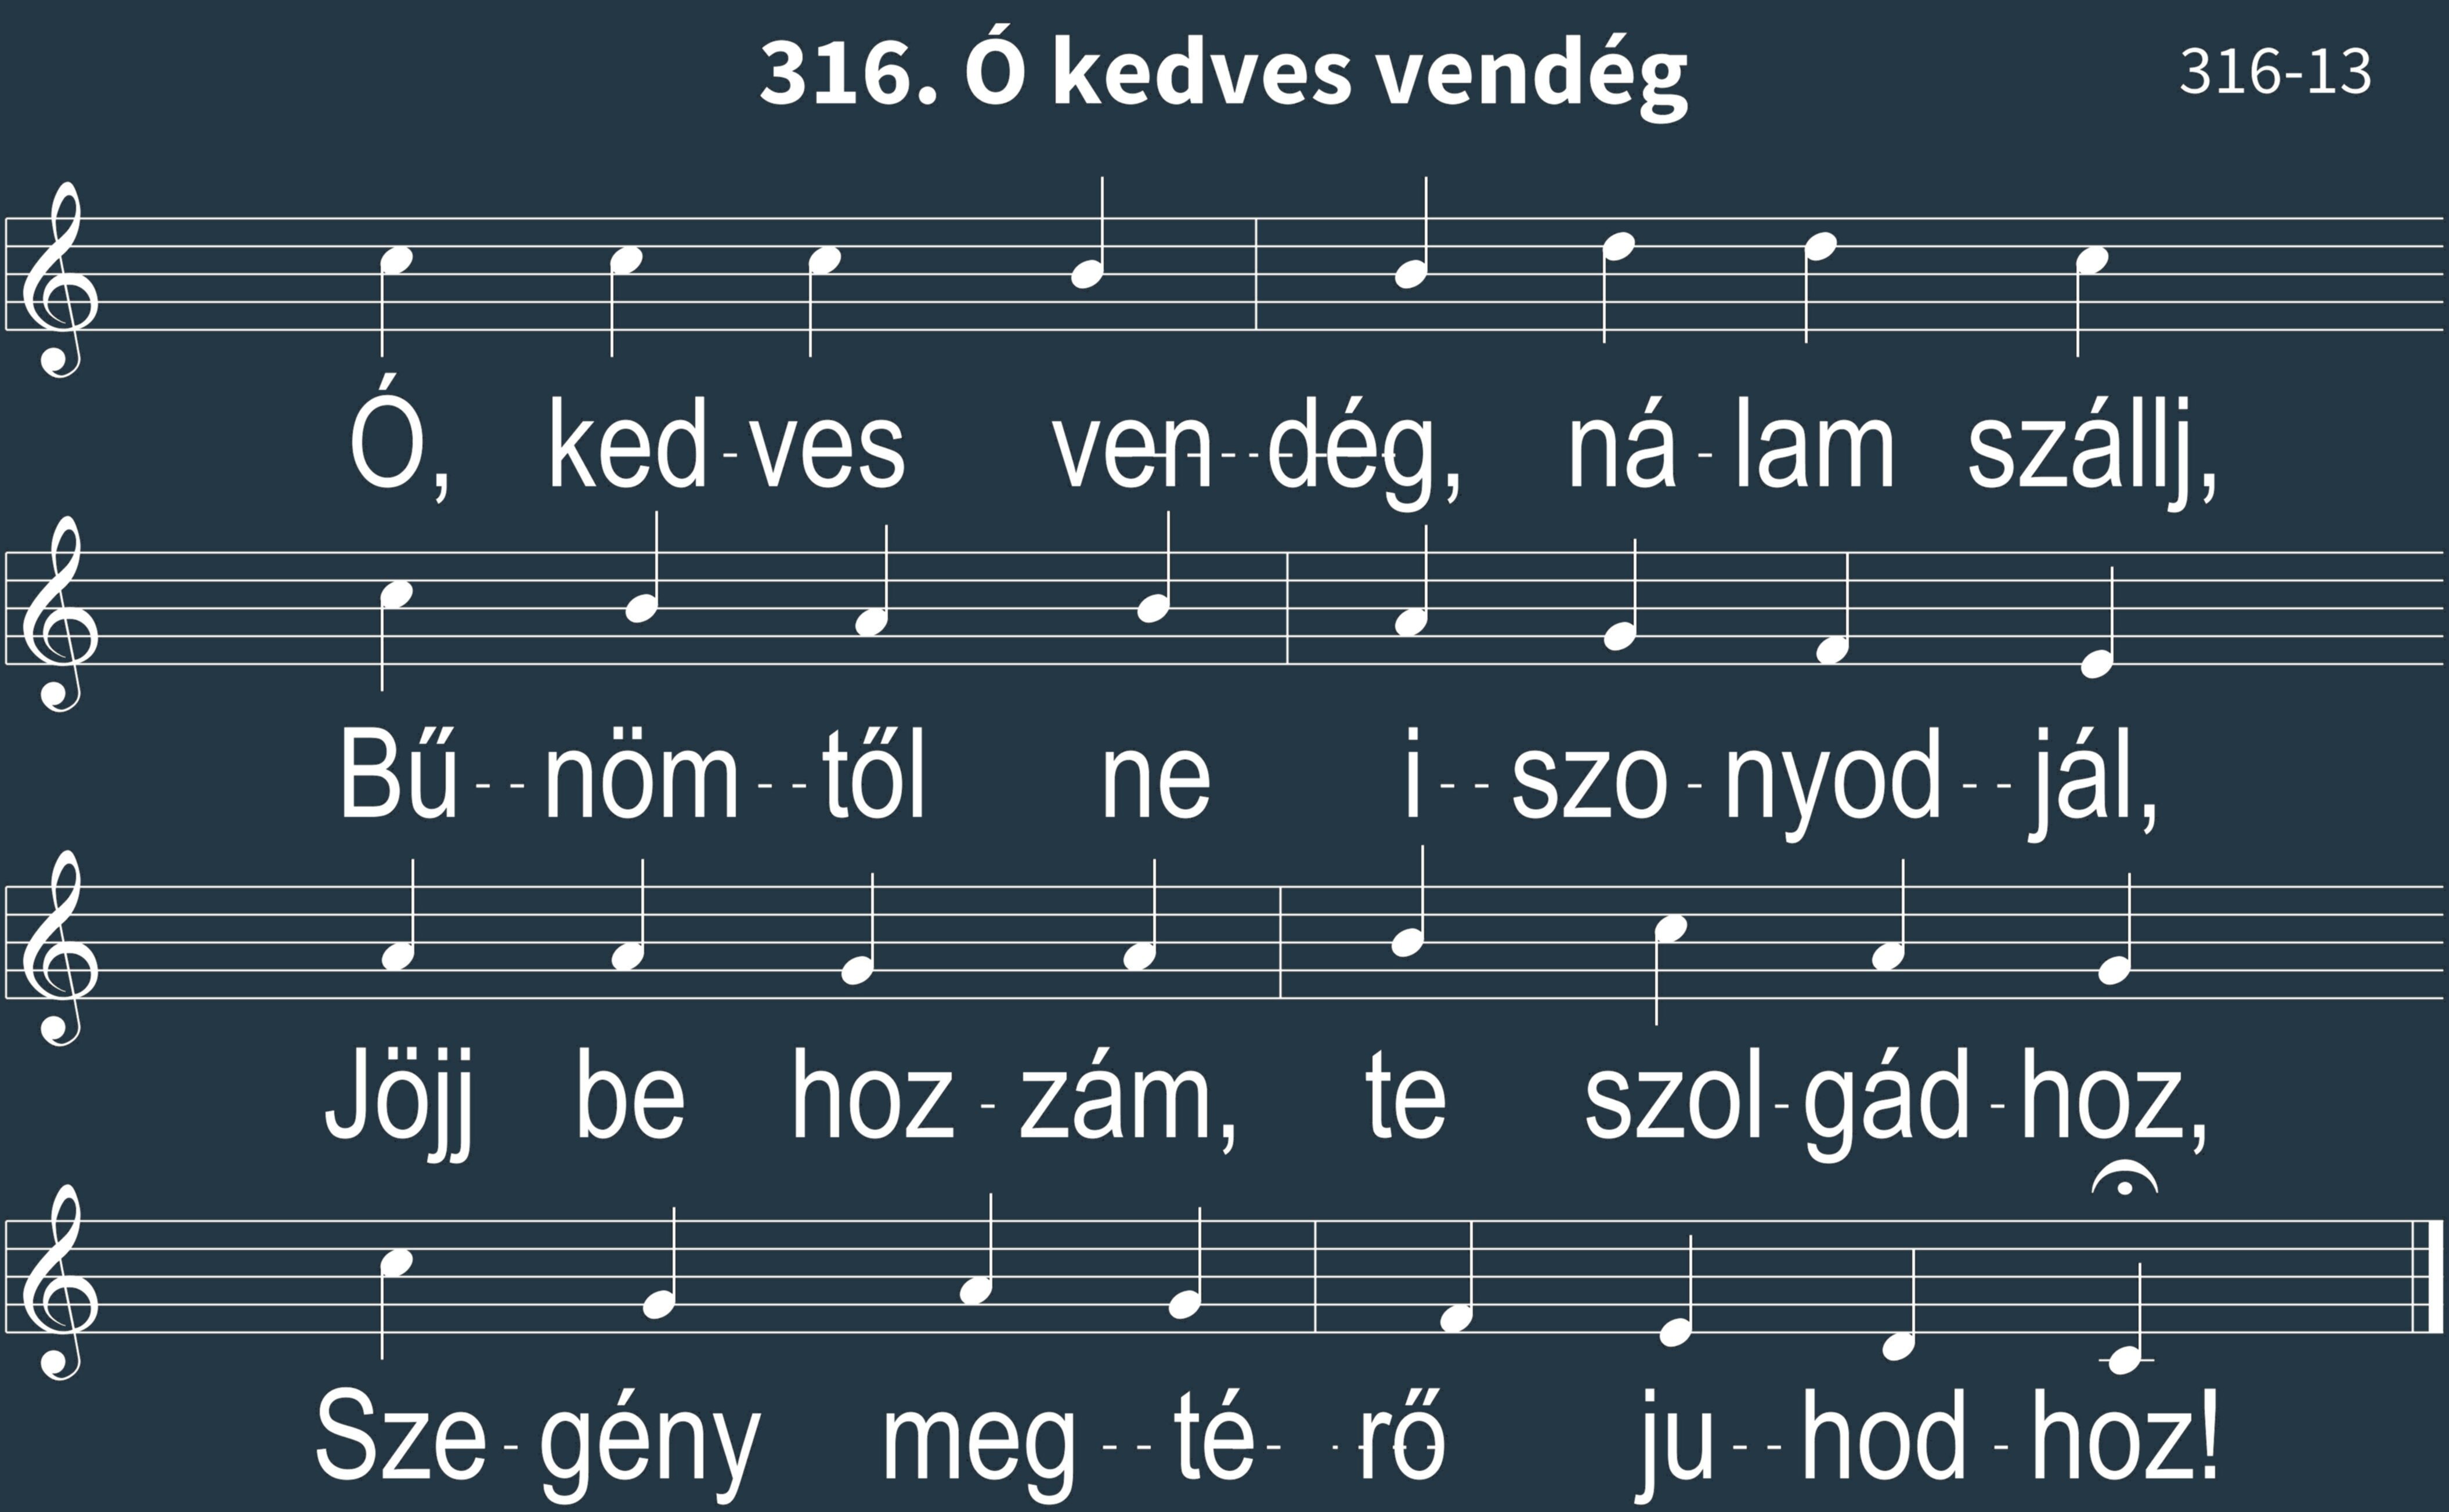 316. Ó kedves vendég
316-13
Ó, ked-ves ven--dég, ná-lam szállj,
Bű--nöm--től ne i--szo-nyod--jál,
Jöjj be hoz-zám, te szol-gád-hoz,
Sze-gény meg--té- rő ju--hod-hoz!